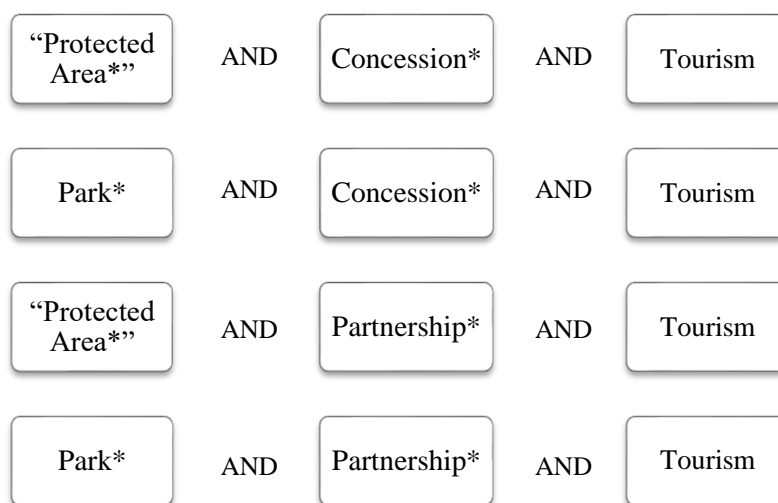 “Protected Area*” AND Concession* AND Tourism
Park* AND Concession* AND Tourism
“Protected Area*” AND Partnership* AND Tourism
Park* AND Partnership* AND Tourism